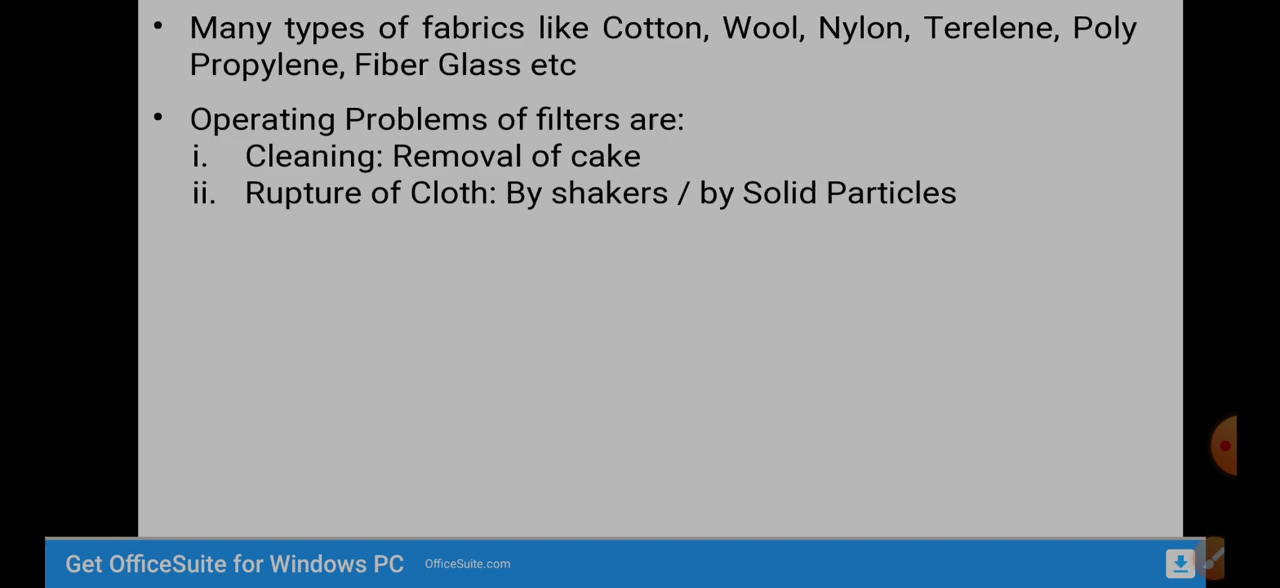 • Many types of fabrics like Cotton, Wool, Nylon, Terelene, Poly
Propylene, Fiber Glass etc
• Operating Problems of filters are:
i. Cleaning: Removal of cake
ii. Rupture of Cloth: By shakers / by Solid Particles
Get OfficeSuite for Windows PC OfficeSuite.com